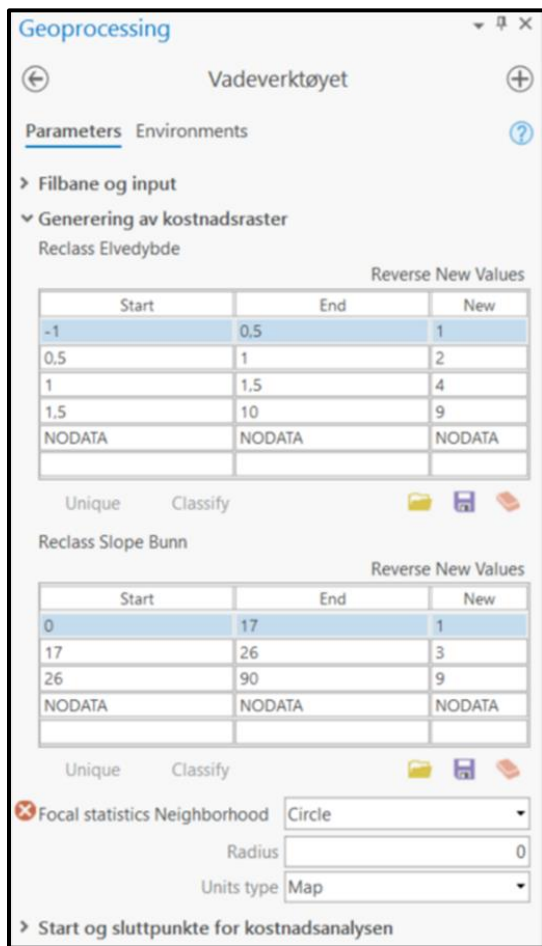 Geoprocessing
Vadeverktøyet
Parameters Environments
Filbane og input
Generering av kostnadsraster
Reclass Elvedybde
Reverse New Values
Start End New
-1 0,5 1
0,5 1 2
1 1,5 4
1,5 10 9
NODATA NODATA NODATA
Unique Classify
Reclass Slope Bunn
Reverse New Values
Start End New
0 17 1
17 26 3
26 90 9
NODATA NODATA NODATA
Unique Classify
Focal statistics Neighborhood Circle
Radius 0
Units type Map
Start og sluttpunkte for kostnadsanalysen